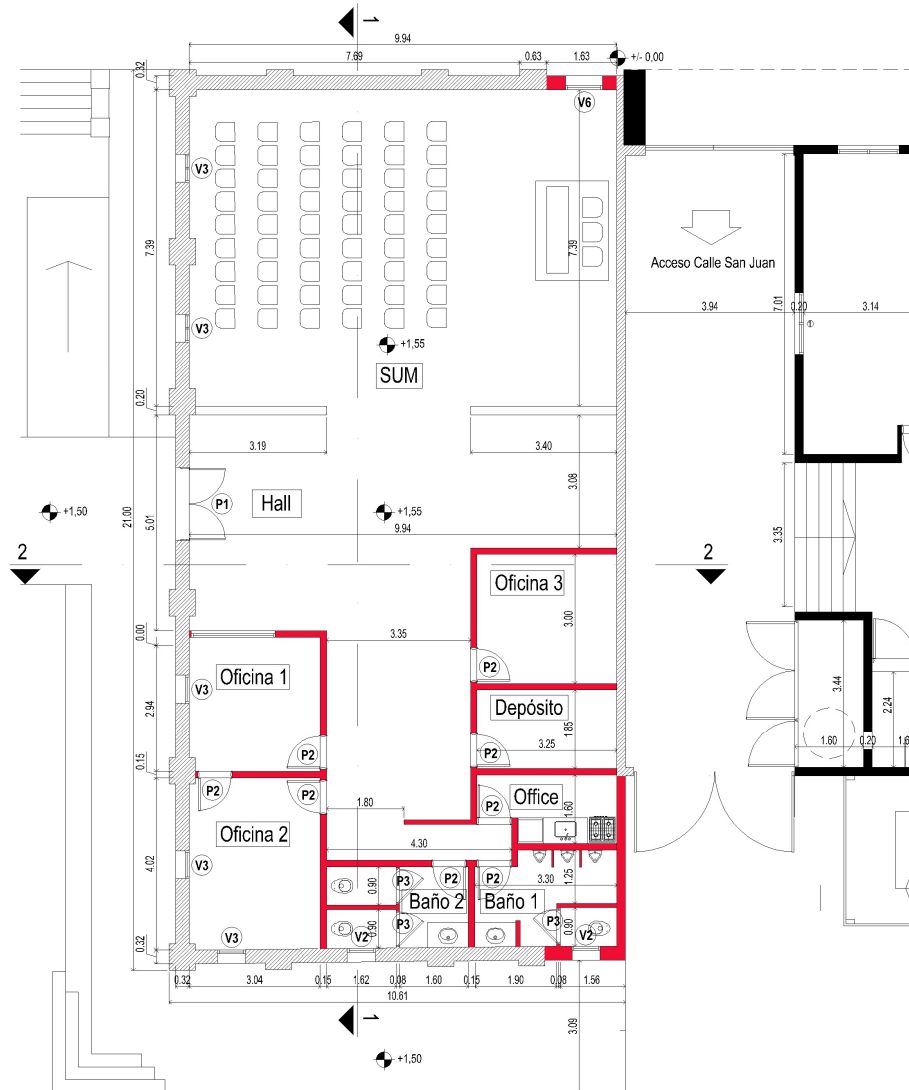 1
9.94
7.69
0.63
1.63
+/- 0,00
0.32
V6
V3
7.39
7.39
Acceso Calle San Juan
3.94
7.01
0.20
3.14
V3
+1,55
SUM
0.20
3.19
3.40
3.08
P1
Hall
+1,50
+1,55
21.00
5.01
9.94
3.35
2
2
Oficina 3
3.00
0.00
3.35
P2
Oficina 1
V3
2.94
Depósito
1.85
3.44
2.24
P2
P2
3.25
1.60
0.20
1.6
0.15
P2
P2
P2
Office
1.60
1.80
Oficina 2
4.30
4.02
V3
P3
P2
P2
3.30
1.25
0.90
Baño 2
Baño 1
V3
V2
0.90
P3
P3
0.90
V2
0.32
0.32
3.04
0.15
1.62
0.08
1.60
0.15
1.90
0.08
1.56
10.61
1
3.09
+1,50